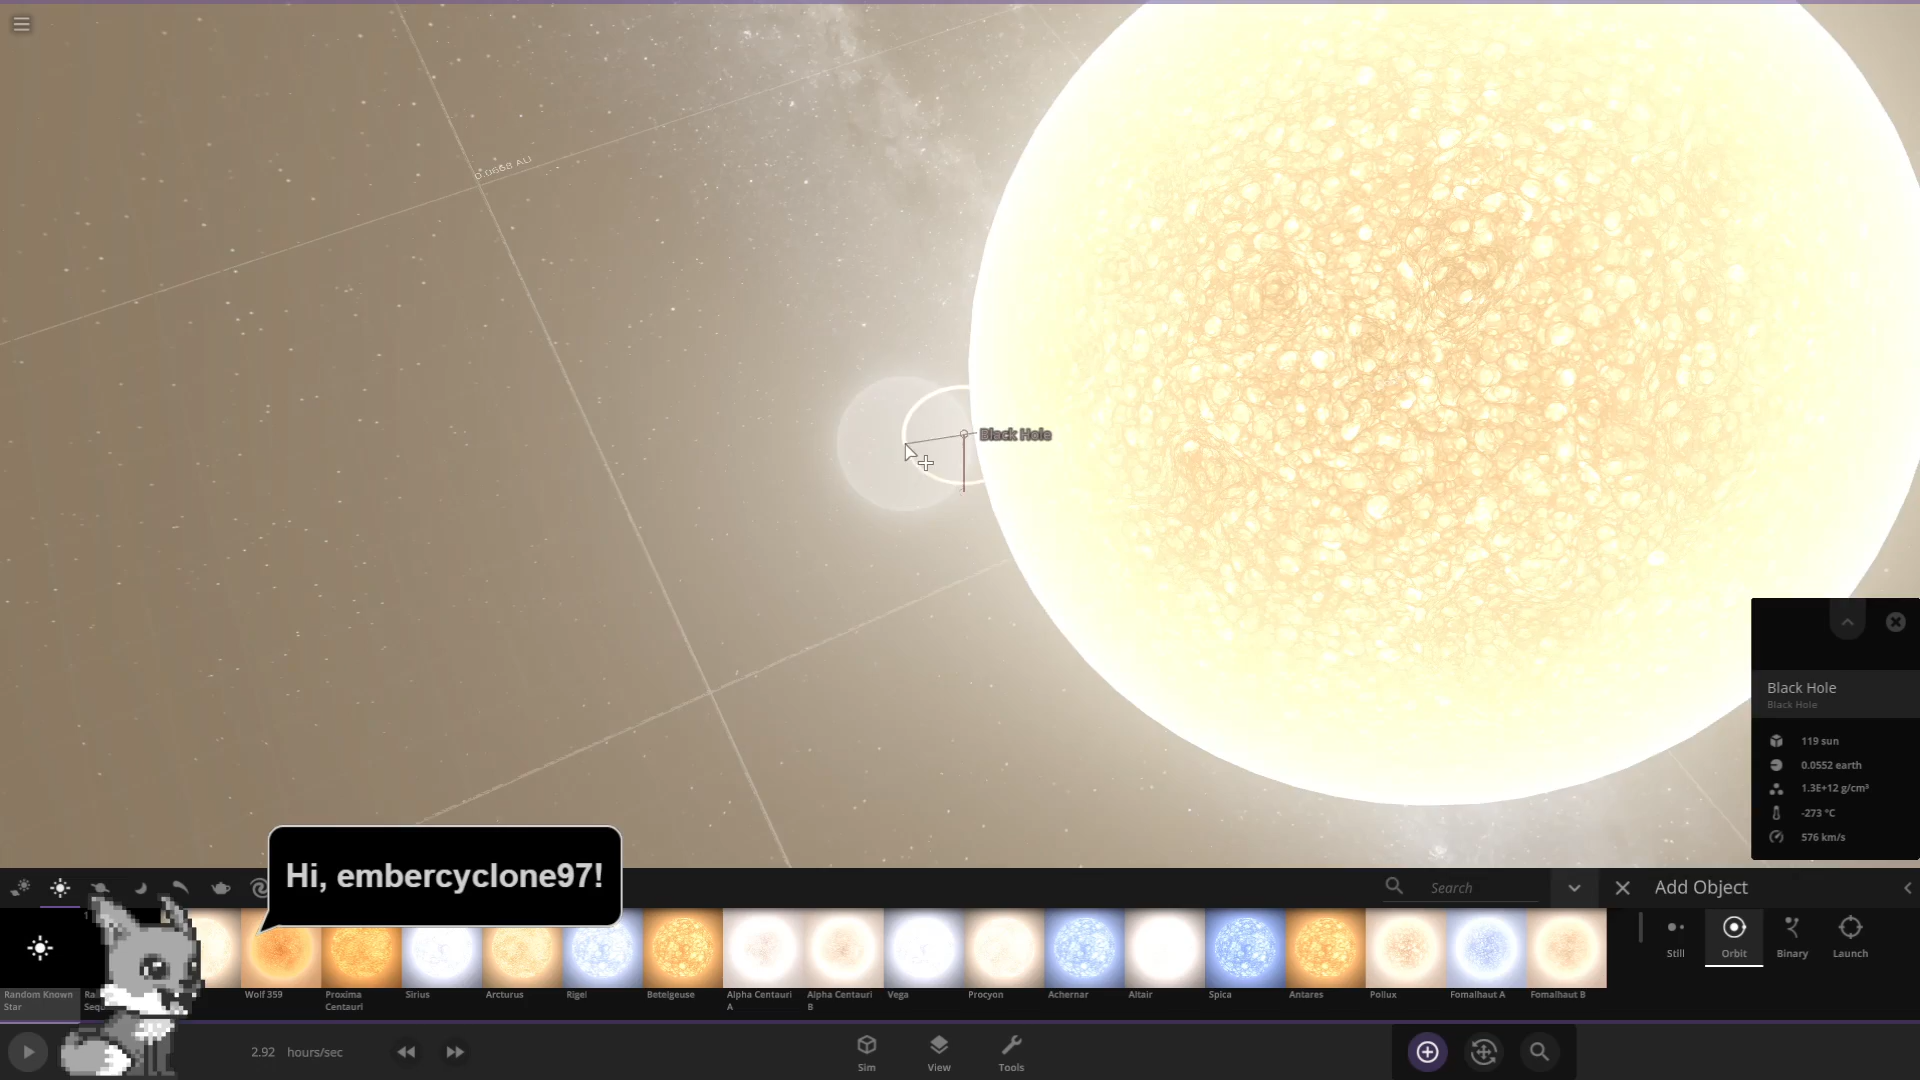 0.0668 AU
Black Hole
Black Hole
Black Hole
119 sun
0.0552 earth
1.3E+12 g/cm³
-273 °C
576 km/s
Hi, embercyclone97!
Search
Add Object
Random Known
Star
Wolf 359
Proxima
Centauri
Sirius
Arcturus
Rigel
Betelgeuse
Alpha Centauri
A
Alpha Centauri
B
Vega
Procyon
Achernar
Altair
Spica
Antares
Pollux
Fomalhaut A
Fomalhaut B
Still
Orbit
Binary
Launch
2.92 hours/sec
Sim
View
Tools